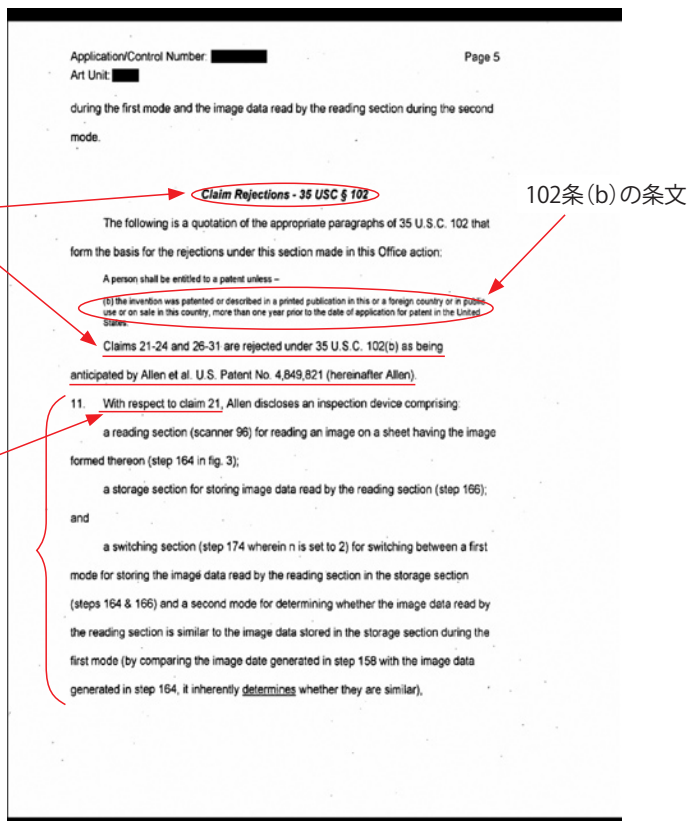 Application/Control Number:
Page 5
Art Unit:
during the first mode and the image data read by the reading section during the second
mode.
Claim Rejections - 35 USC § 102
102条(b)の条文
The following is a quotation of the appropriate paragraphs of 35 U.S.C. 102 that
form the basis for the rejections under this section made in this Office action:
A person shall be entitled to a patent unless –
(b) the invention was patented or described in a printed publication in this or a foreign country or in public
use or on sale in this country, more than one year prior to the date of application for patent in the United
States.
Claims 21-24 and 26-31 are rejected under 35 U.S.C. 102(b) as being
anticipated by Allen et al. U.S. Patent No. 4,849,821 (hereinafter Allen).
11. With respect to claim 21, Allen discloses an inspection device comprising:
a reading section (scanner 96) for reading an image on a sheet having the image
formed thereon (step 164 in fig. 3);
a storage section for storing image data read by the reading section (step 166);
and
a switching section (step 174 wherein n is set to 2) for switching between a first
mode for storing the image data read by the reading section in the storage section
(steps 164 & 166) and a second mode for determining whether the image data read by
the reading section is similar to the image data stored in the storage section during the
first mode (by comparing the image date generated in step 158 with the image data
generated in step 164, it inherently determines whether they are similar),